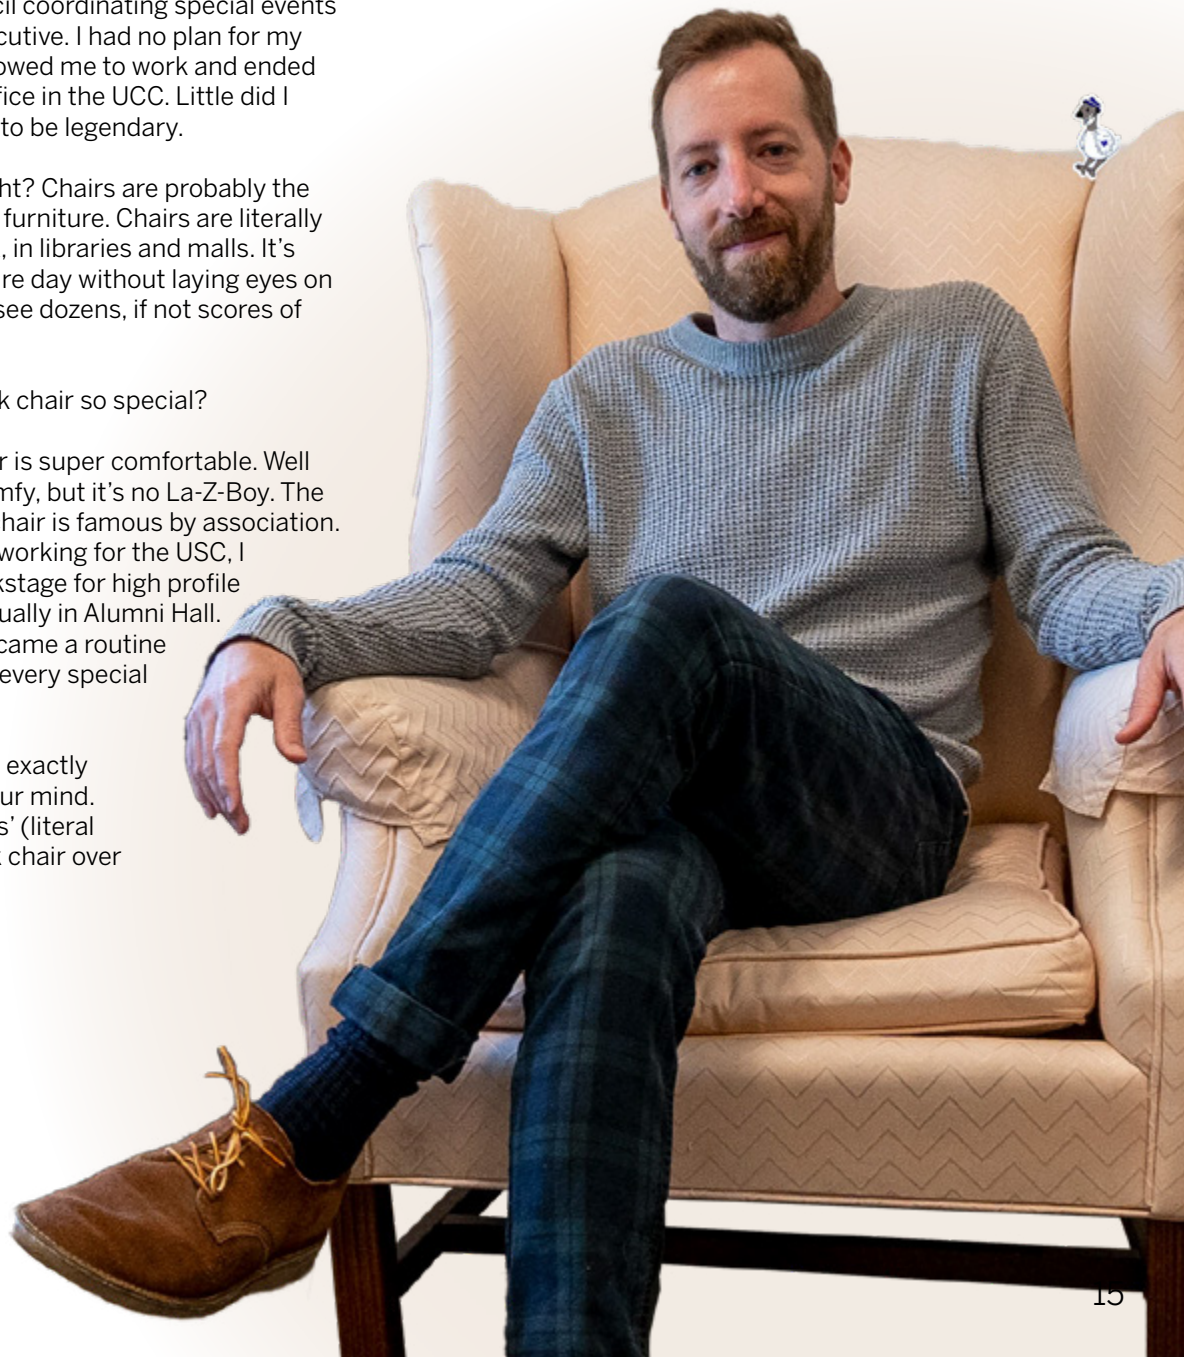 cil coordinating special events
cutive. I had no plan for my
owed me to work and ended
fice in the UCC. Little did I
to be legendary.
ht? Chairs are probably the
furniture. Chairs are literally
, in libraries and malls. It’s
re day without laying eyes on
see dozens, if not scores of
k chair so special?
r is super comfortable. Well
mfy, but it’s no La-Z-Boy. The
hair is famous by association.
working for the USC, I
kstage for high profile
ually in Alumni Hall.
came a routine
every special
exactly
ur mind.
s’ (literal
k chair over
15